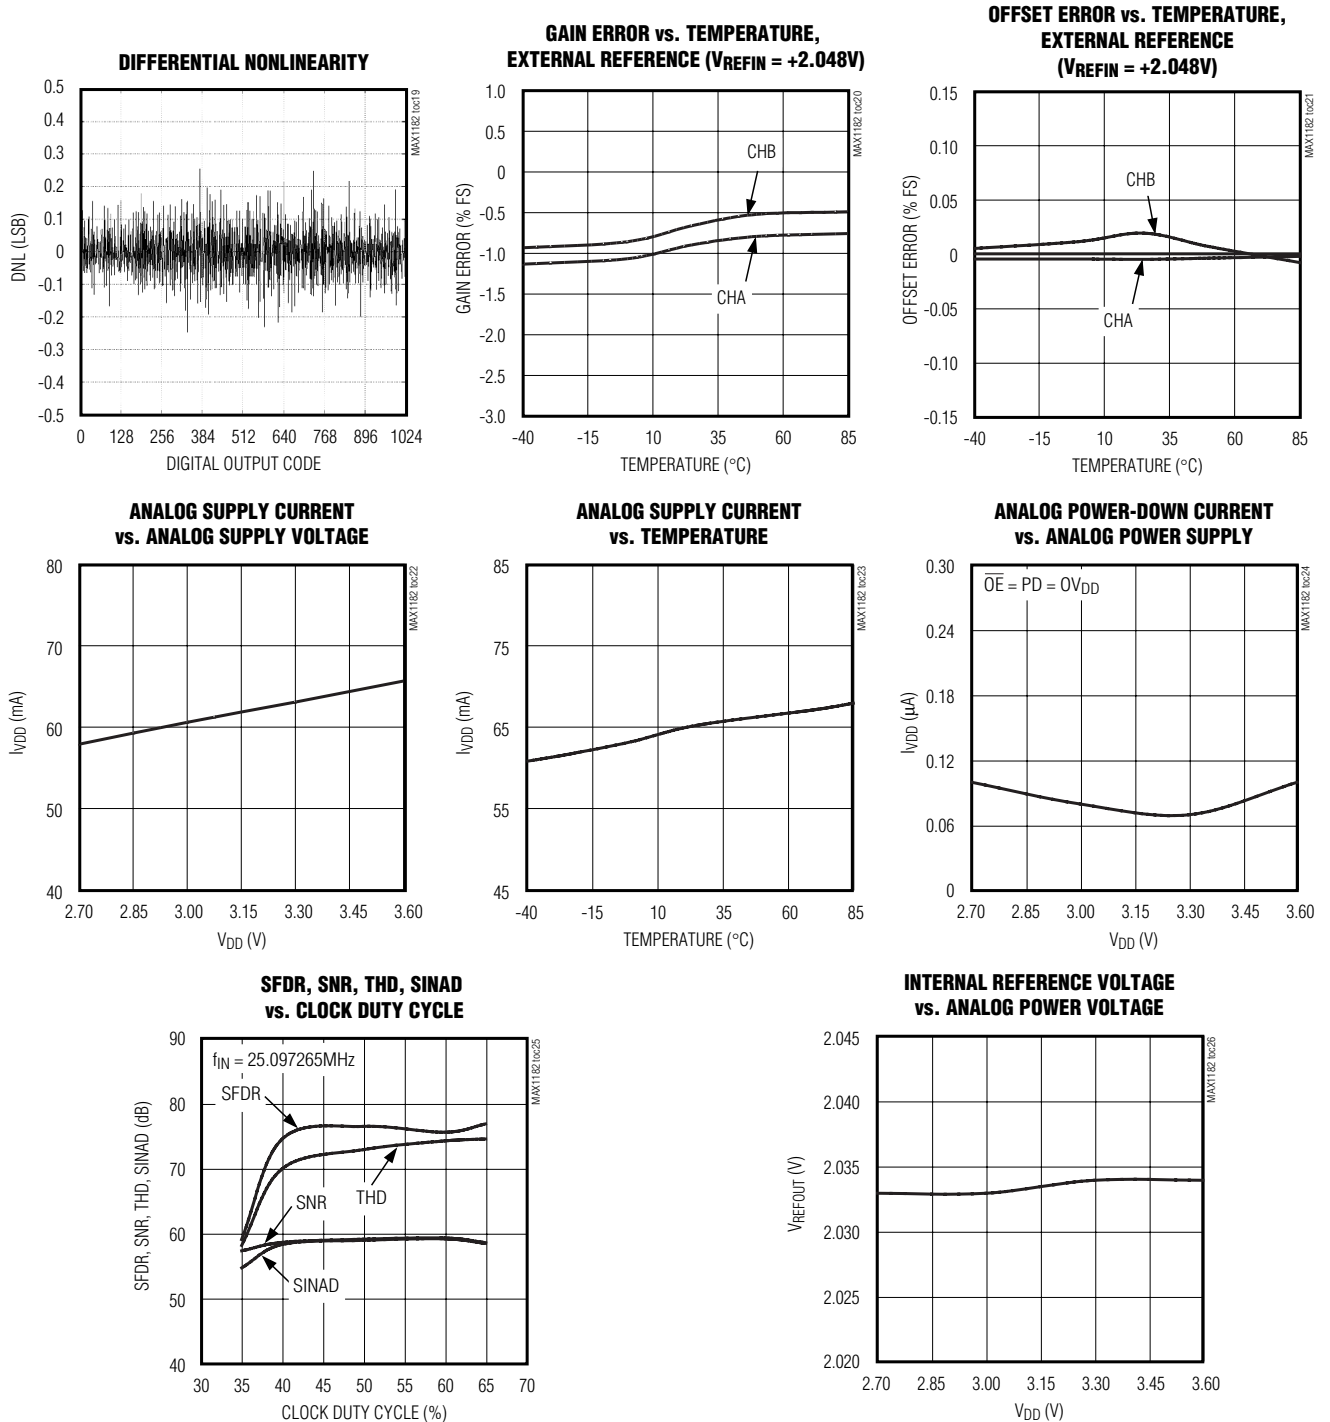 DIFFERENTIAL NONLINEARITY
0.5
0.4
0.3
0.2
0.1
0
-0.1
-0.2
-0.3
-0.4
-0.5
DNL (LSB)
0 128 256 384 512 640 768 896 1024
DIGITAL OUTPUT CODE
MAX1182 toc19
GAIN ERROR vs. TEMPERATURE,
EXTERNAL REFERENCE (VREFIN = +2.048V)
1.0
0.5
0
-0.5
-1.0
-1.5
-2.0
-2.5
-3.0
GAIN ERROR (% FS)
CHB
CHA
-40 -15 10 35 60 85
TEMPERATURE (°C)
MAX1182 toc20
OFFSET ERROR vs. TEMPERATURE,
EXTERNAL REFERENCE
(VREFIN = +2.048V)
0.15
0.10
0.05
0
-0.05
-0.10
-0.15
OFFSET ERROR (% FS)
CHB
CHA
-40 -15 10 35 60 85
TEMPERATURE (°C)
MAX1182 toc21
ANALOG SUPPLY CURRENT
vs. ANALOG SUPPLY VOLTAGE
80
70
60
50
40
IVDD (mA)
2.70 2.85 3.00 3.15 3.30 3.45 3.60
VDD (V)
MAX1182 toc22
ANALOG SUPPLY CURRENT
vs. TEMPERATURE
85
75
65
55
45
IVDD (mA)
-40 -15 10 35 60 85
TEMPERATURE (°C)
MAX1182 toc23
ANALOG POWER-DOWN CURRENT
vs. ANALOG POWER SUPPLY
OE = PD = OVDD
0.30
0.24
0.18
0.12
0.06
0
IVDD (µA)
2.70 2.85 3.00 3.15 3.30 3.45 3.60
VDD (V)
MAX1182 toc24
SFDR, SNR, THD, SINAD
vs. CLOCK DUTY CYCLE
fIN = 25.097265MHz
90
80
70
60
50
40
SFDR, SNR, THD, SINAD (dB)
SFDR
THD
SNR
SINAD
30 35 40 45 50 55 60 65 70
CLOCK DUTY CYCLE (%)
MAX1182 toc25
INTERNAL REFERENCE VOLTAGE
vs. ANALOG POWER VOLTAGE
2.045
2.040
2.035
2.030
2.025
2.020
VREFOUT (V)
2.70 2.85 3.00 3.15 3.30 3.45 3.60
VDD (V)
MAX1182 toc26